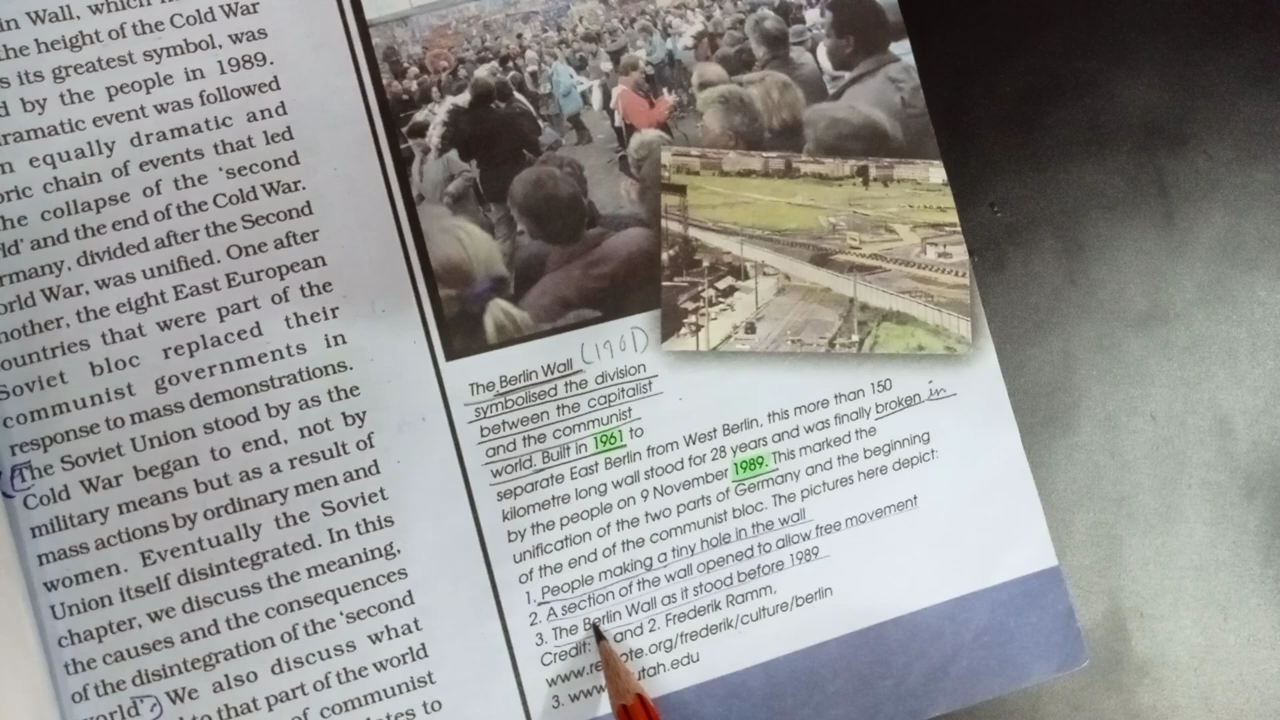 in Wall, which
the height of the Cold War
s its greatest symbol, was
d by the people in 1989.
ramatic event was followed
n equally dramatic and
oric chain of events that led
he collapse of the 'second
ld' and the end of the Cold War.
rmany, divided after the Second
orld War, was unified. One after
nother, the eight East European
ountries that were part of the
Soviet bloc replaced their
communist governments in
response to mass demonstrations.
The Soviet Union stood by as the
Cold War began to end, not by
military means but as a result of
mass actions by ordinary men and
women. Eventually the Soviet
Union itself disintegrated. In this
chapter, we discuss the meaning,
the causes and the consequences
of the disintegration of the 'second
world'. We also discuss what
to that part of the world
of communist
The Berlin Wall (1961)
symbolised the division
between the capitalist
and the communist
world. Built in 1961 to
separate East Berlin from West Berlin, this more than 150
kilometre long wall stood for 28 years and was finally broken in
by the people on 9 November 1989. This marked the
unification of the two parts of Germany and the beginning
of the end of the communist bloc. The pictures here depict:
1. People making a tiny hole in the wall
2. A section of the wall opened to allow free movement
3. The Berlin Wall as it stood before 1989
Credit: and 2. Frederik Ramm,
www.re ote.org/frederik/culture/berlin
3. www. utah.edu